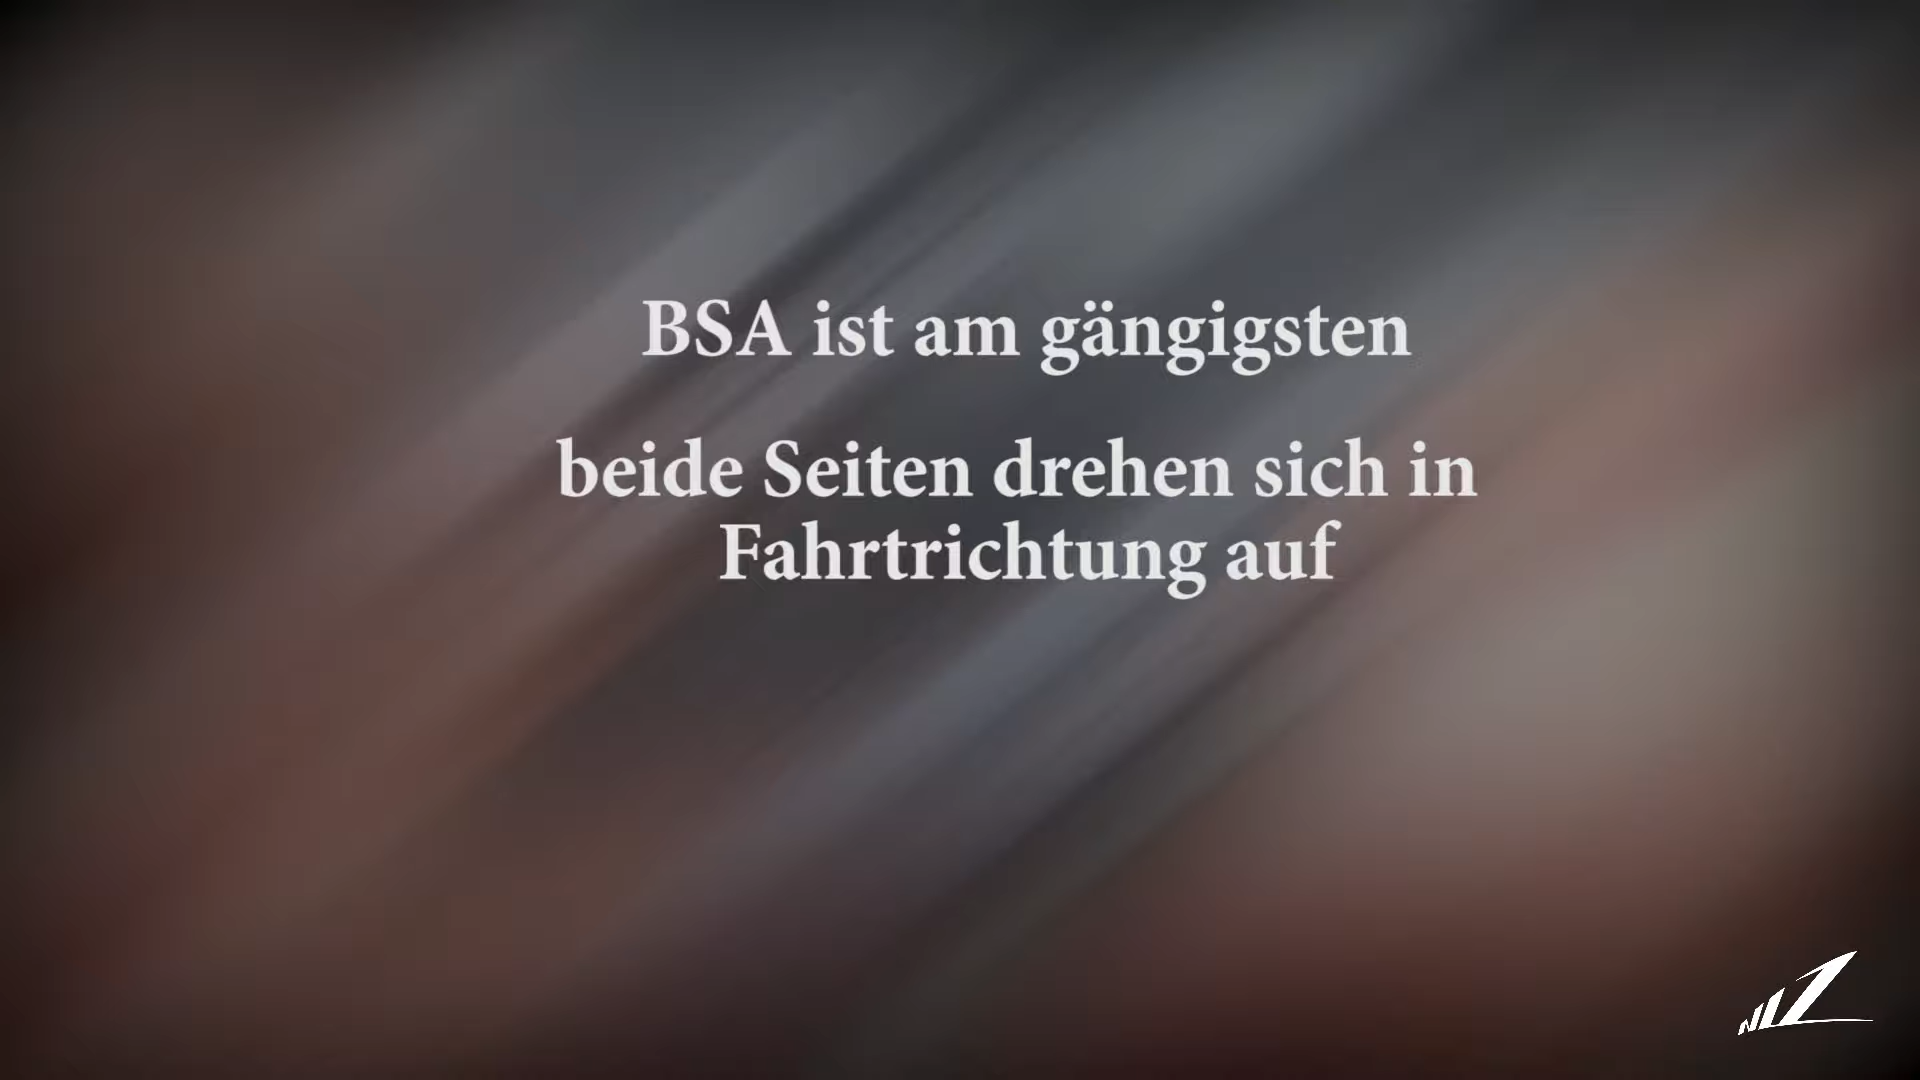 BSA ist am gängigsten
beide Seiten drehen sich in
Fahrtrichtung auf